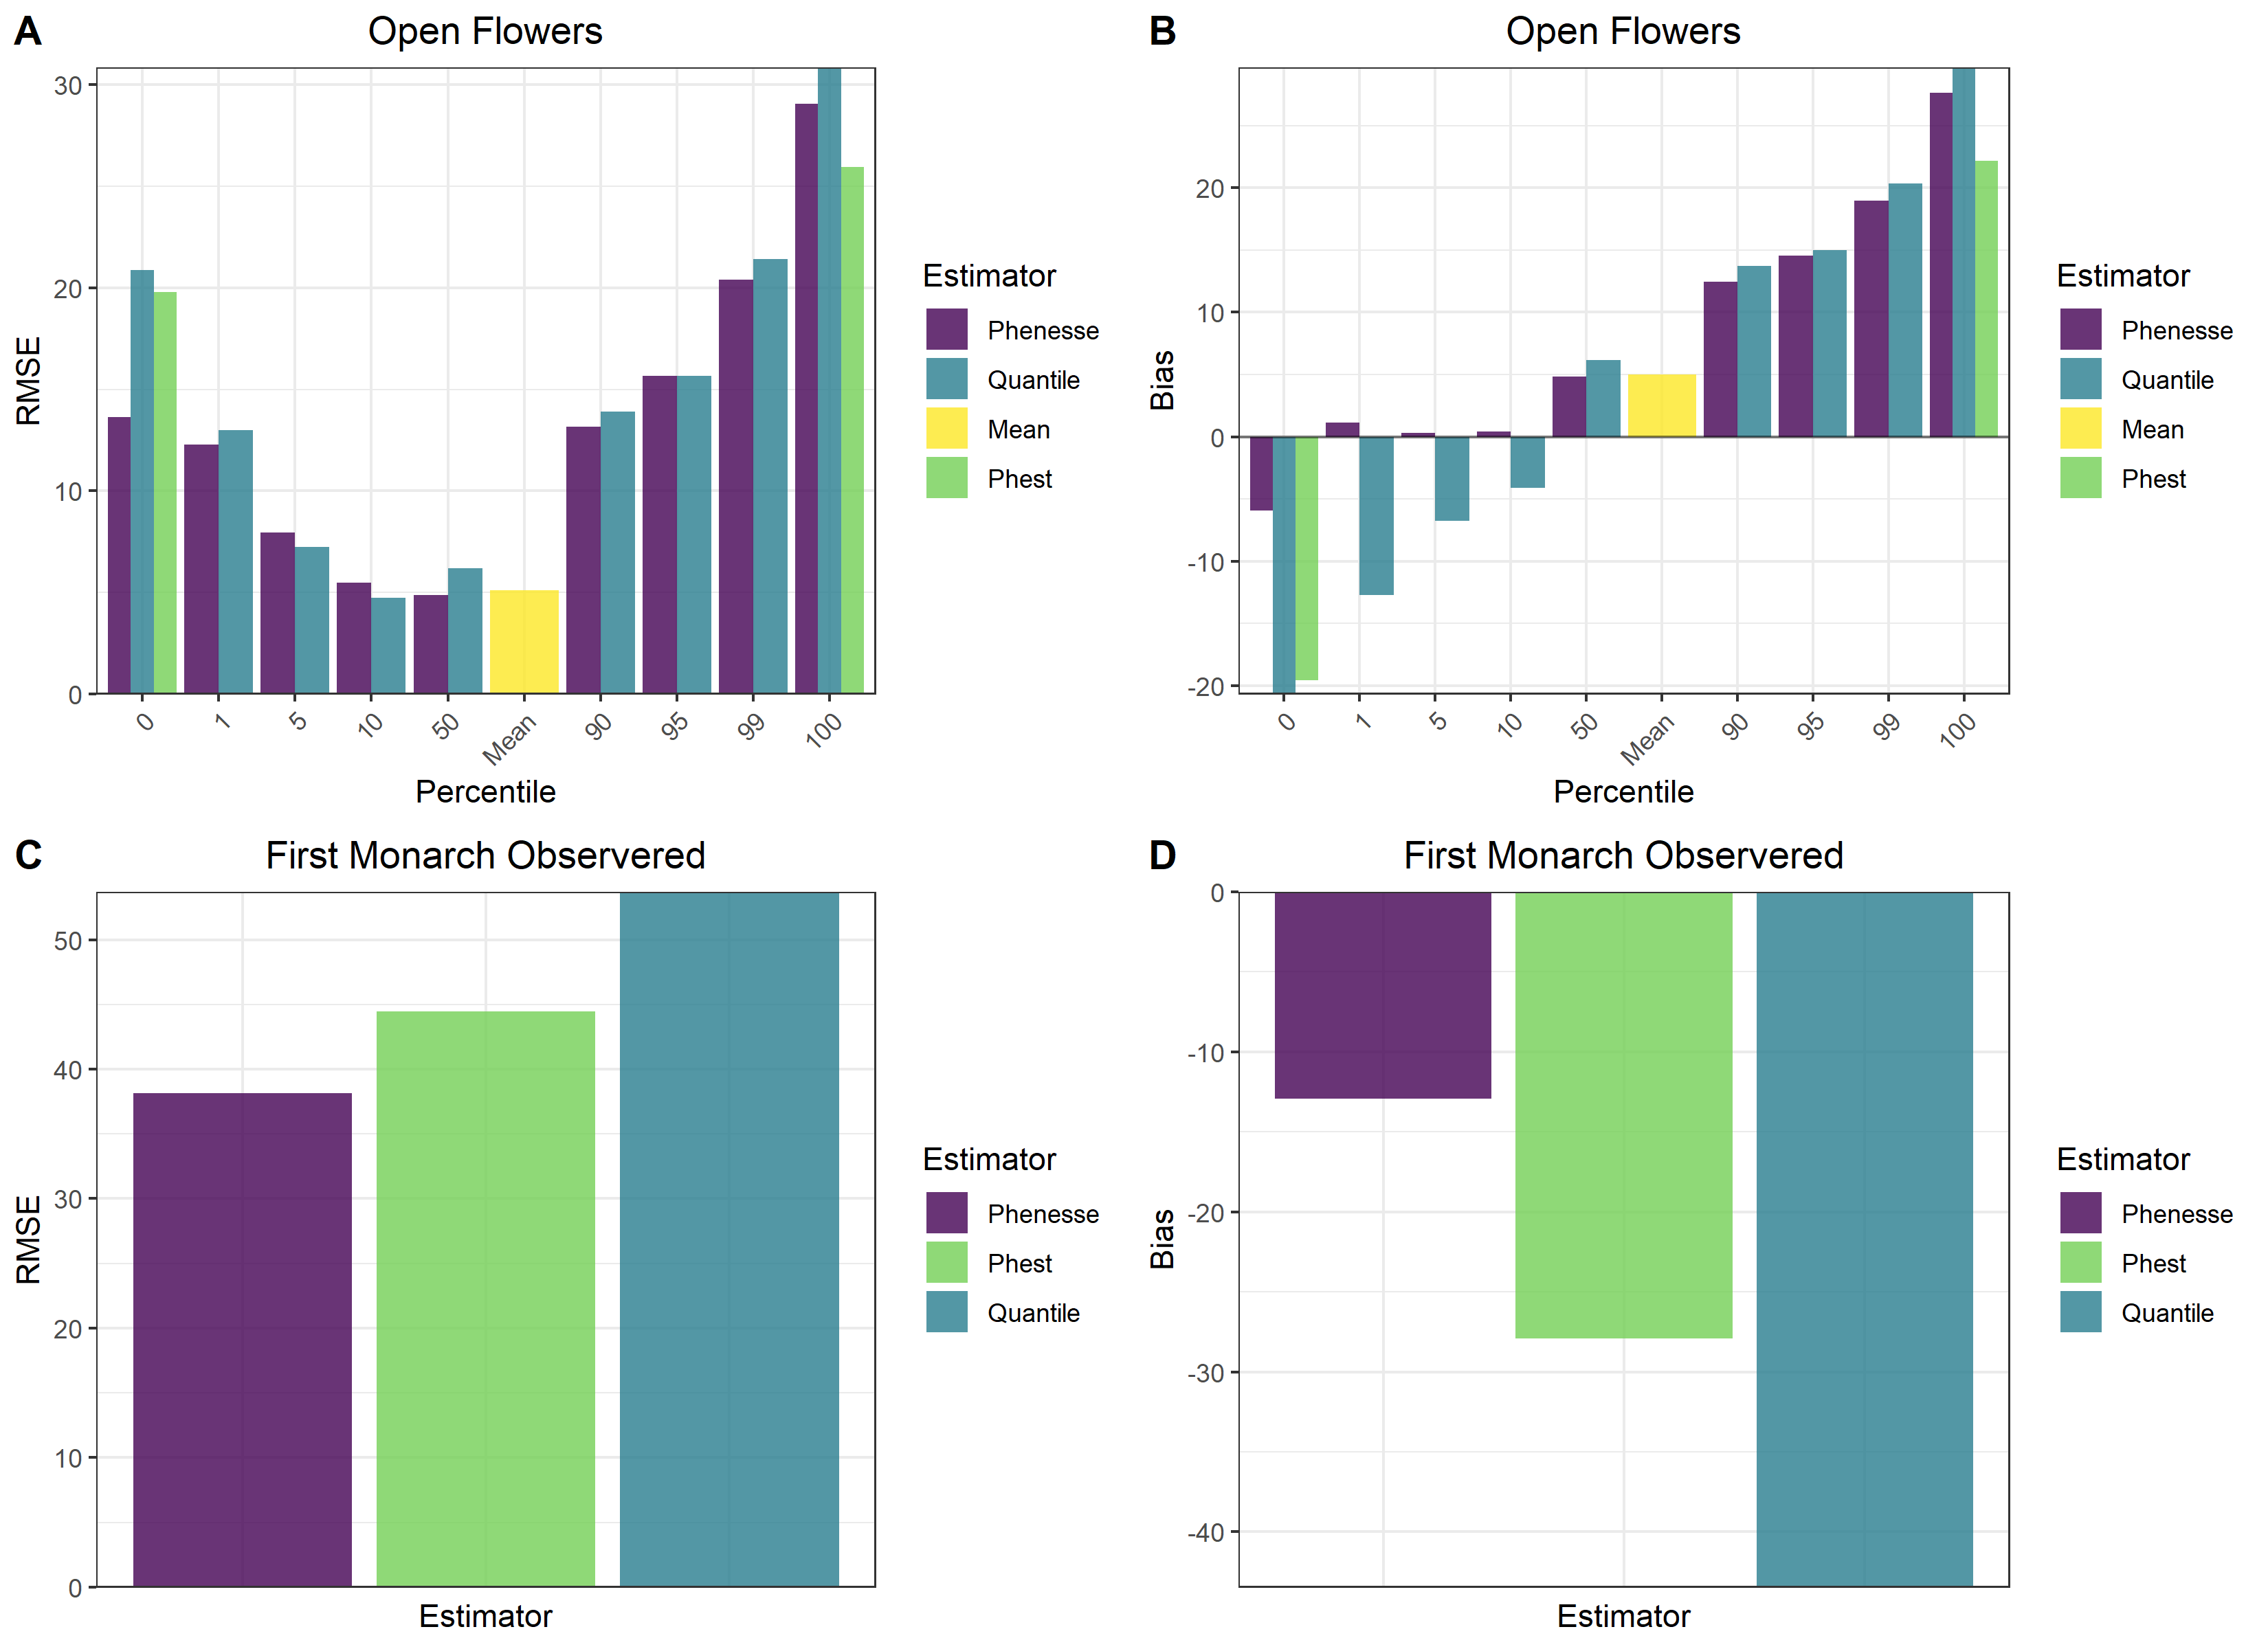 A
Open Flowers
RMSE
30
20
10
0
0
1
5
10
50
Mean
90
95
99
100
Percentile
Estimator
Phenesse
Quantile
Mean
Phest
B
Open Flowers
Bias
20
10
0
-10
-20
0
1
5
10
50
Mean
90
95
99
100
Percentile
Estimator
Phenesse
Quantile
Mean
Phest
C
First Monarch Observered
RMSE
50
40
30
20
10
0
Estimator
Estimator
Phenesse
Phest
Quantile
D
First Monarch Observered
Bias
0
-10
-20
-30
-40
Estimator
Estimator
Phenesse
Phest
Quantile